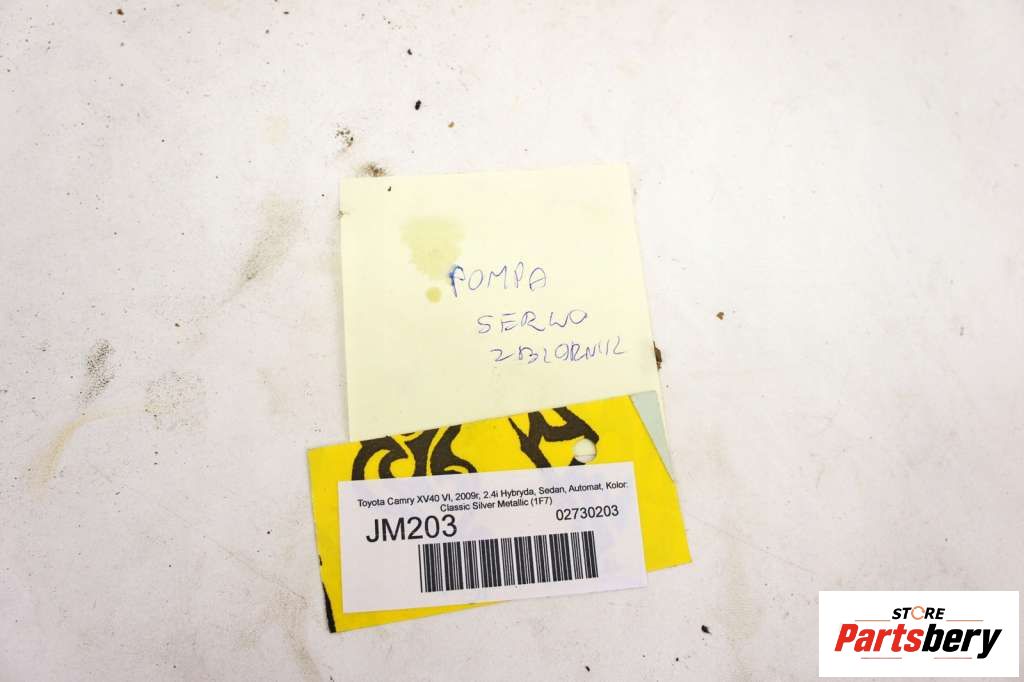 POMPA
SERWO
ZBIORNIK
Toyota Camry XV40 VI, 2009r, 2.4i Hybryda, Sedan, Automat, Kolor:
Classic Silver Metallic (1F7)
JM203
02730203
STORE
Partsbery